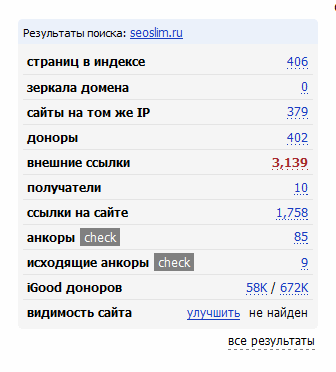 Результаты поиска: seoslim.ru
страниц в индексе 406
зеркала домена 0
сайты на том же IP 379
доноры 402
внешние ссылки 3,139
получатели 10
ссылки на сайте 1,758
анкоры check 85
исходящие анкоры check 9
iGood доноров 58K / 672K
видимость сайта улучшить не найден
все результаты